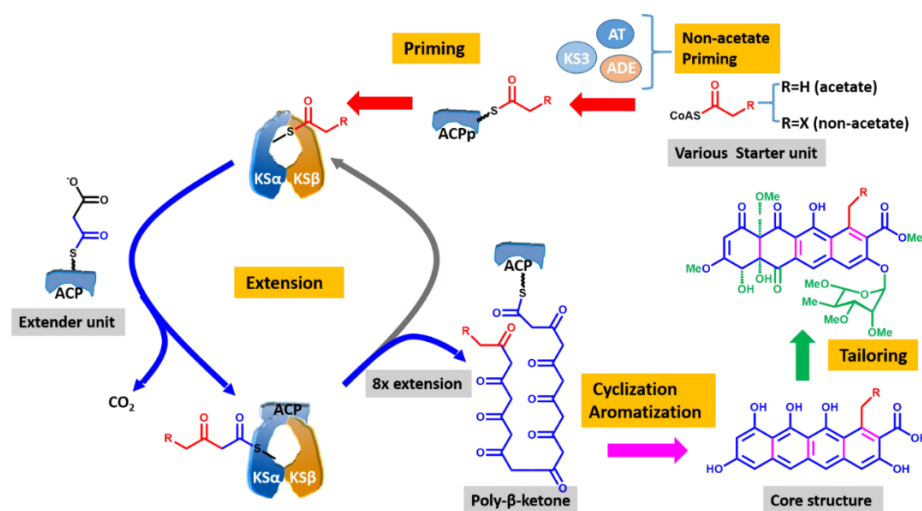 Priming
AT
KS3
ADE
Non-acetate
Priming
R=H (acetate)
R=X (non-acetate)
CoAS
O
R
Various Starter unit
O
S
R
ACPp
O
S
R
KSα
KSβ
-O
O
O
S
ACP
Extender unit
CO2
Extension
R
O
O
S
ACP
KSα
KSβ
8x extension
ACP
S
O
O
O
R
O
O
O
O
O
O
O
O
Poly-β-ketone
Cyclization
Aromatization
O
O
OMe
OH
R
O
OMe
MeO
OH
OH
O
O
MeO
O
Me
MeO
OMe
Tailoring
OH
OH
OH
R
O
OH
HO
OH
Core structure